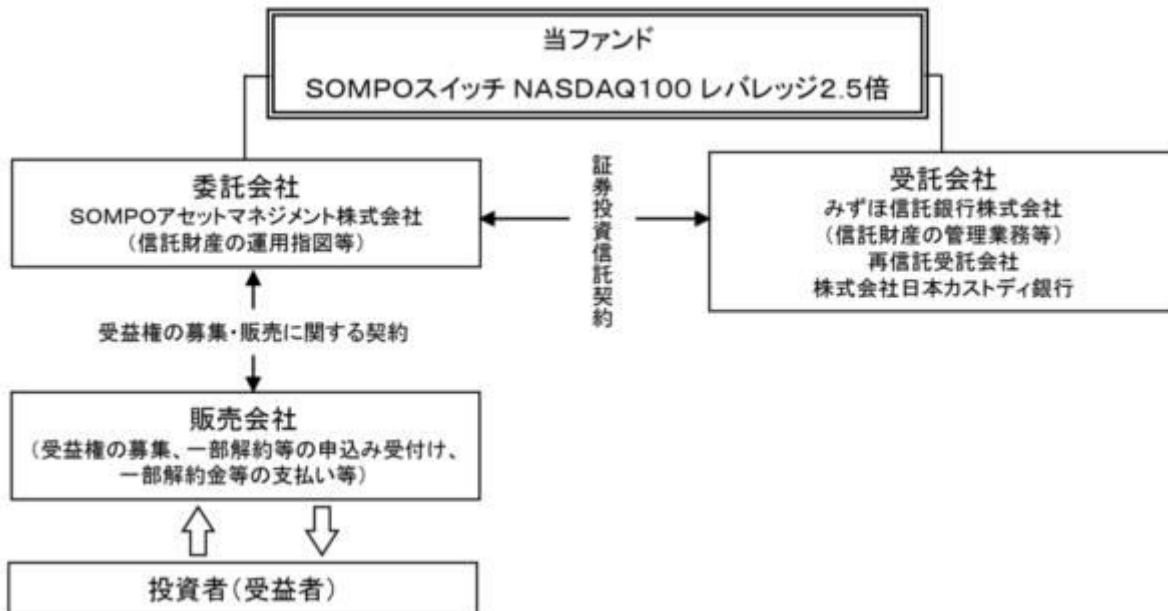 当ファンド
SOMPOスイッチ NASDAQ100 レバレッジ2.5倍
委託会社
SOMPOアセットマネジメント株式会社
(信託財産の運用指図等)
証券投資信託契約
受託会社
みずほ信託銀行株式会社
(信託財産の管理業務等)
再信託受託会社
株式会社日本カストディ銀行
受益権の募集・販売に関する契約
販売会社
(受益権の募集、一部解約等の申込み受付け、
一部解約金等の支払い等)
投資者(受益者)